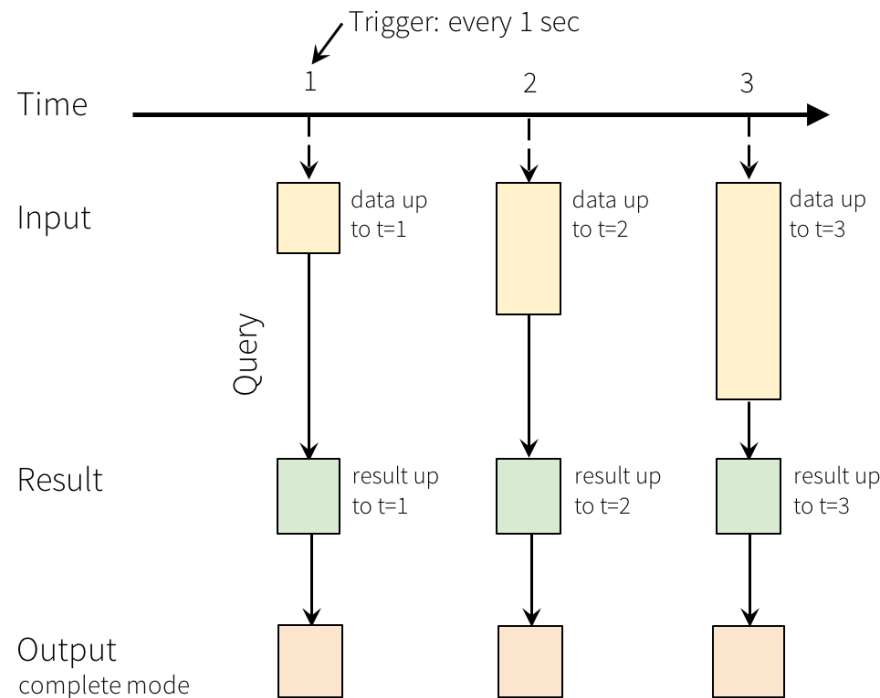 Trigger: every 1 sec
1
2
3
Time
Input
data up
to t=1
data up
to t=2
data up
to t=3
Query
Result
result up
to t=1
result up
to t=2
result up
to t=3
Output
complete mode